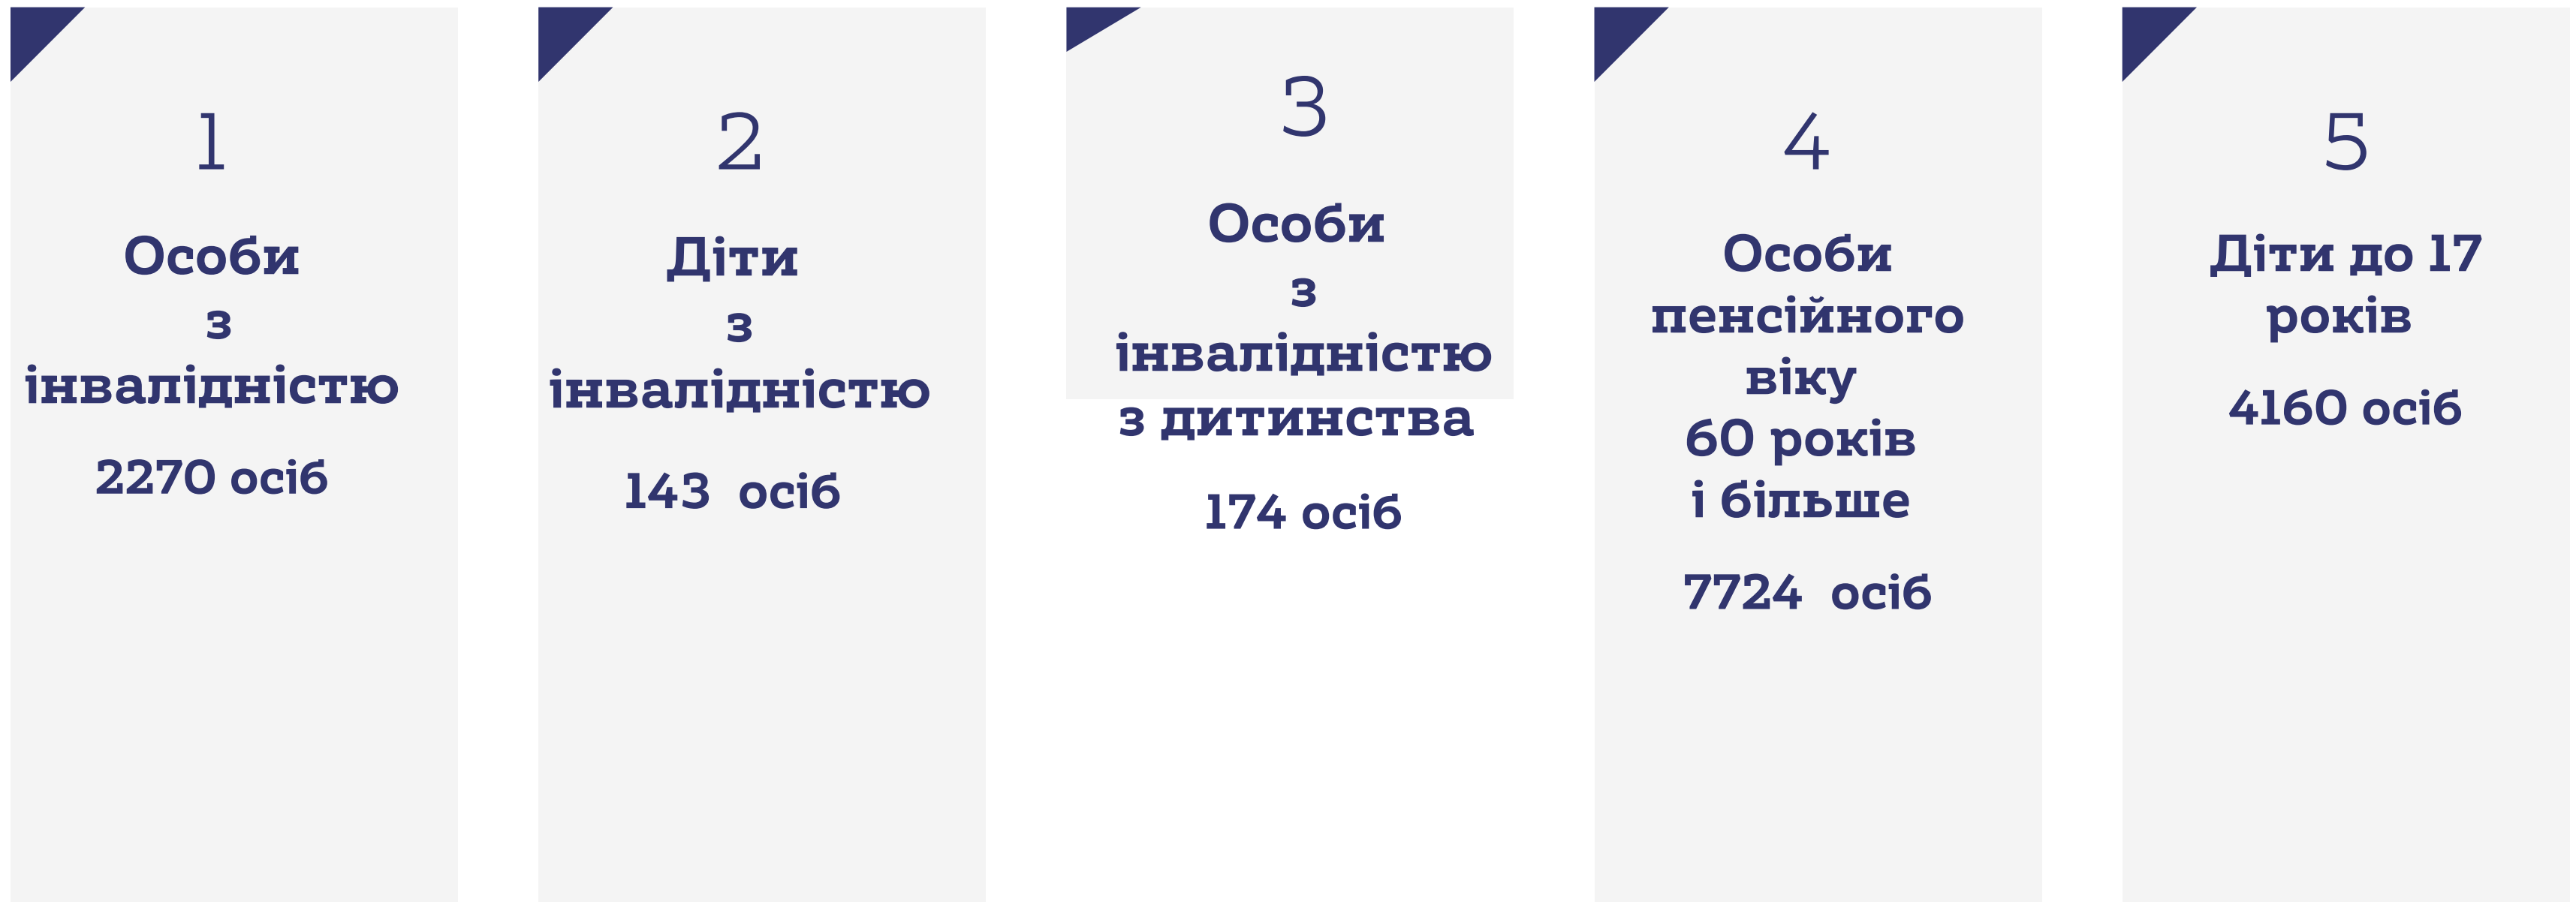 1
Особи
з
інвалідністю
2270 осіб
2
Діти
з
інвалідністю
143 осіб
3
Особи
з
інвалідністю
з дитинства
174 осіб
4
Особи
пенсійного
віку
60 років
і більше
7724 осіб
5
Діти до 17
років
4160 осіб